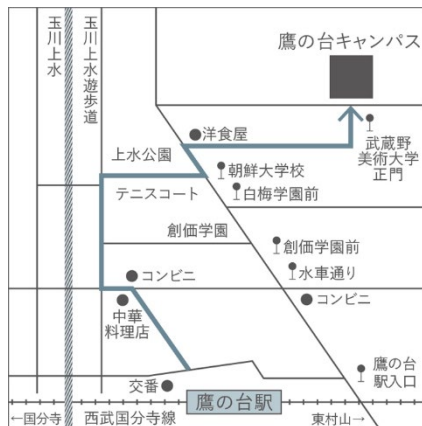 玉川上水
玉川上水遊歩道
鷹の台キャンパス
洋食屋
武蔵野
美術大学
正門
上水公園
朝鮮大学校
テニスコート
白梅学園前
創価学園
創価学園前
水車通り
コンビニ
コンビニ
中華
料理店
鷹の台
駅入口
交番
鷹の台駅
←国分寺
西武国分寺線
東村山→